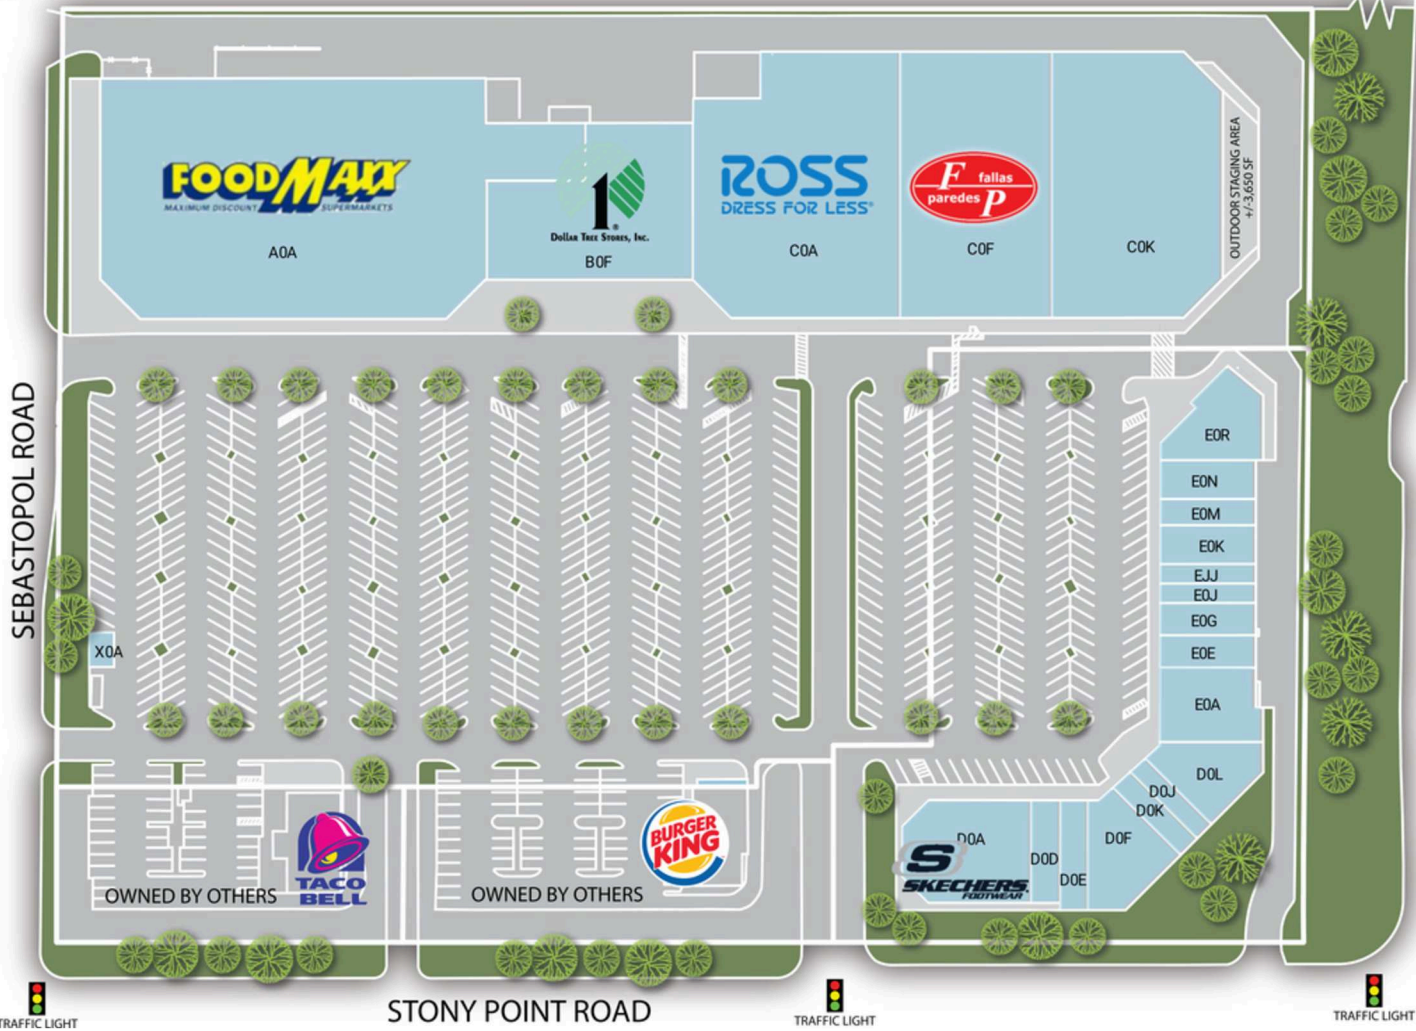 FOODMAXX
MAXIMUM DISCOUNT SUPERMARKETS
A0A
1
®
DOLLAR TREE STORES, INC.
B0F
ROSS
DRESS FOR LESS®
C0A
F fallas
paredes P
C0F
C0K
OUTDOOR STAGING AREA
+/-3,650 SF
SEBASTOPOL ROAD
E0R
E0N
E0M
E0K
EJJ
E0J
E0G
E0E
E0A
X0A
D0L
D0J
D0K
D0F
D0A
D0D
D0E
S
SKECHERS
FOOTWEAR
TACO
BELL
OWNED BY OTHERS
BURGER
KING
OWNED BY OTHERS
STONY POINT ROAD
TRAFFIC LIGHT
TRAFFIC LIGHT
TRAFFIC LIGHT